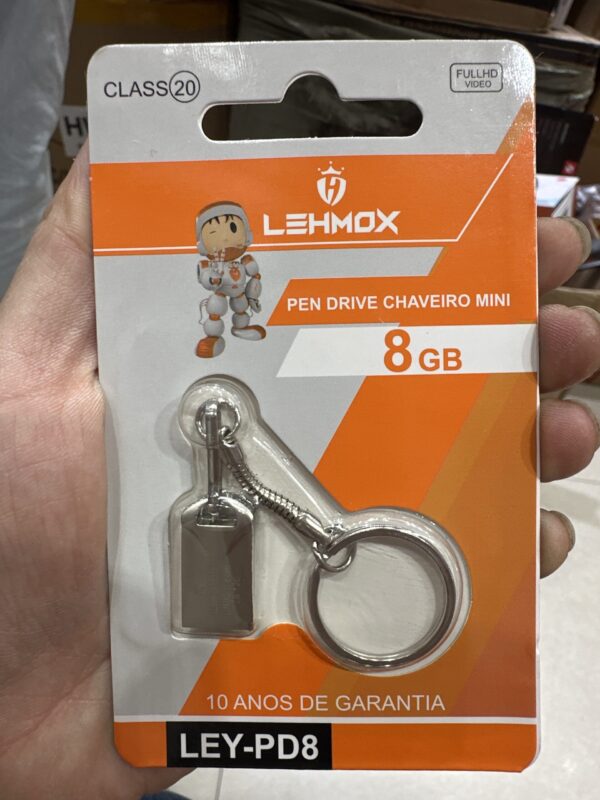 CLASS 20
FULLHD
VIDEO
LEHMOX
PEN DRIVE CHAVEIRO MINI
8 GB
10 ANOS DE GARANTIA
LEY-PD8